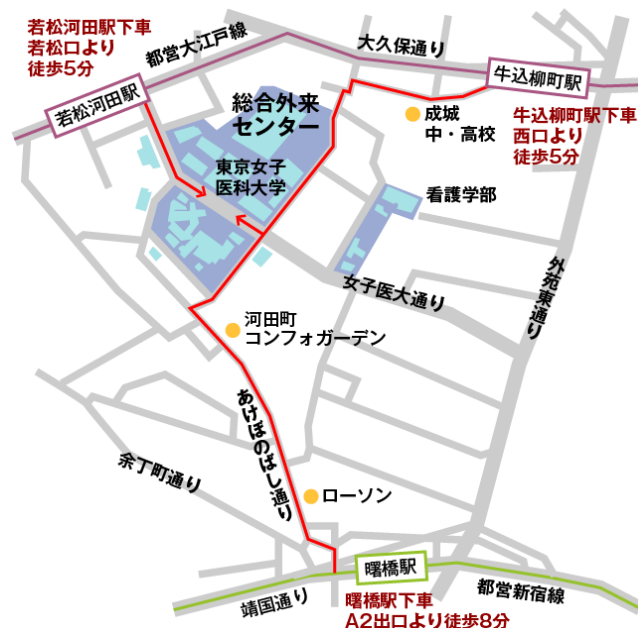 若松河田駅下車
若松口より
徒歩5分
都営大江戸線
大久保通り
若松河田駅
牛込柳町駅
総合外来
センター
成城
中・高校
牛込柳町駅下車
西口より
徒歩5分
東京女子
医科大学
看護学部
外苑東通り
女子医大通り
河田町
コンフォガーデン
あけぼのばし通り
余丁町通り
ローソン
曙橋駅
靖国通り
都営新宿線
曙橋駅下車
A2出口より徒歩8分